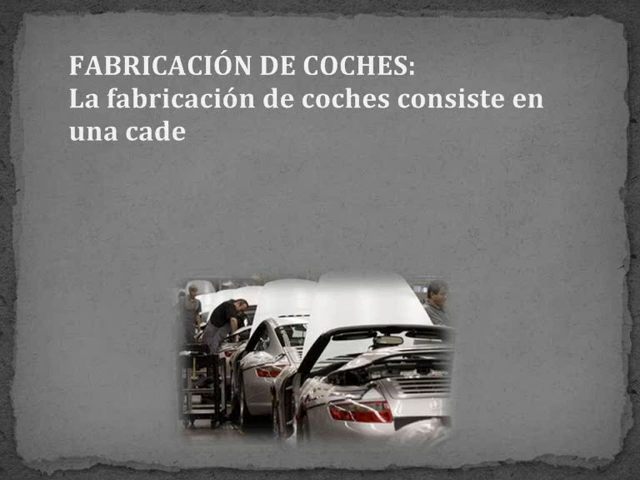 FABRICACIÓN DE COCHES:
La fabricación de coches consiste en
una cade